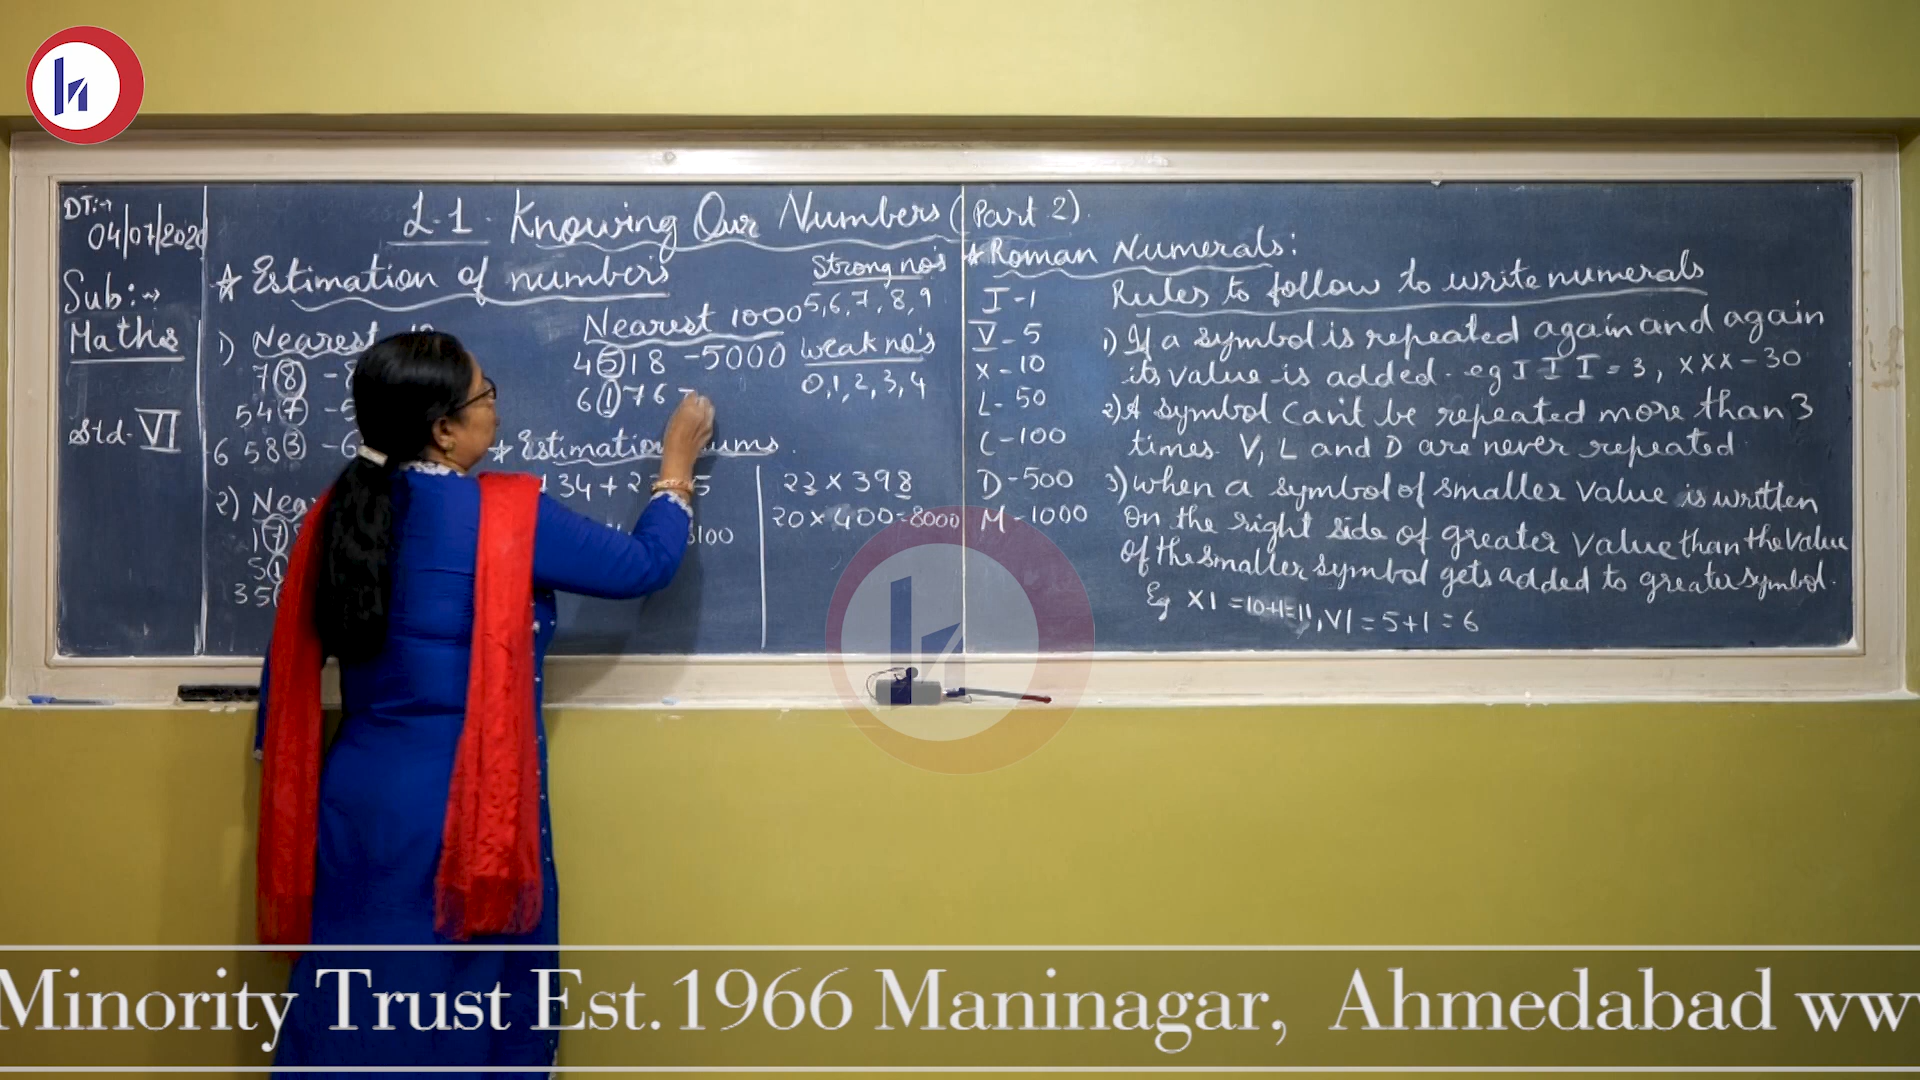 DT:→
04/07/2020
Sub:→
Maths
Std. VI
L-1. Knowing Our Numbers (Part 2)
★ Estimation of numbers
1) Nearest
78
547
6583
2)
Nearest 1000
4518 - 5000
6176
Strong no's
5,6,7,8,9
Weak no's
0,1,2,3,4
★ Estimation sums.
23 x 398
20 x 400 = 8000
★ Roman Numerals:
I - 1
V - 5
X - 10
L - 50
C - 100
D - 500
M - 1000
Rules to follow to write numerals
1) If a symbol is repeated again and again
its value is added. eg I I I = 3, XXX - 30
2) A symbol can't be repeated more than 3
times. V, L and D are never repeated
3) when a symbol of smaller value is written
on the right side of greater value than the value
of the smaller symbol gets added to greater symbol.
Eg XI = 10+1=11, VI = 5+1 = 6
Minority Trust Est.1966 Maninagar, Ahmedabad